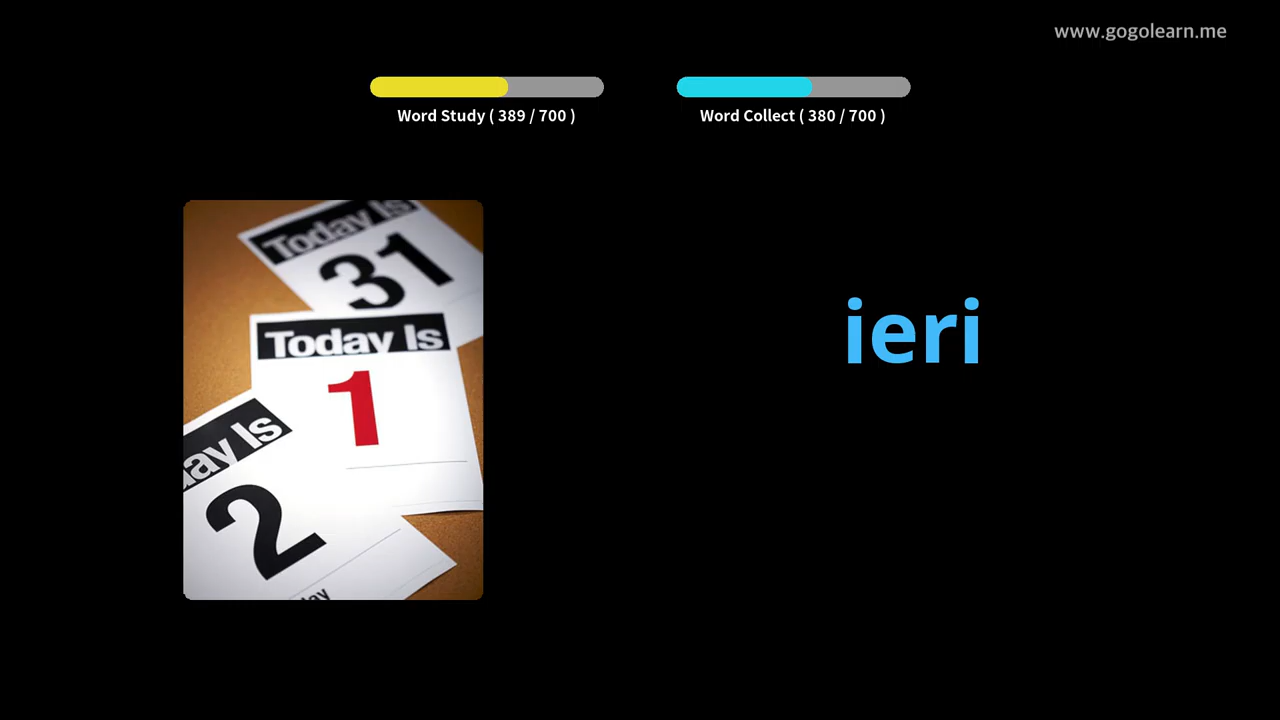 www.gogolearn.me
Word Study ( 389 / 700 )
Word Collect ( 380 / 700 )
Today Is
31
Today Is
1
ay Is
2
ay
ieri